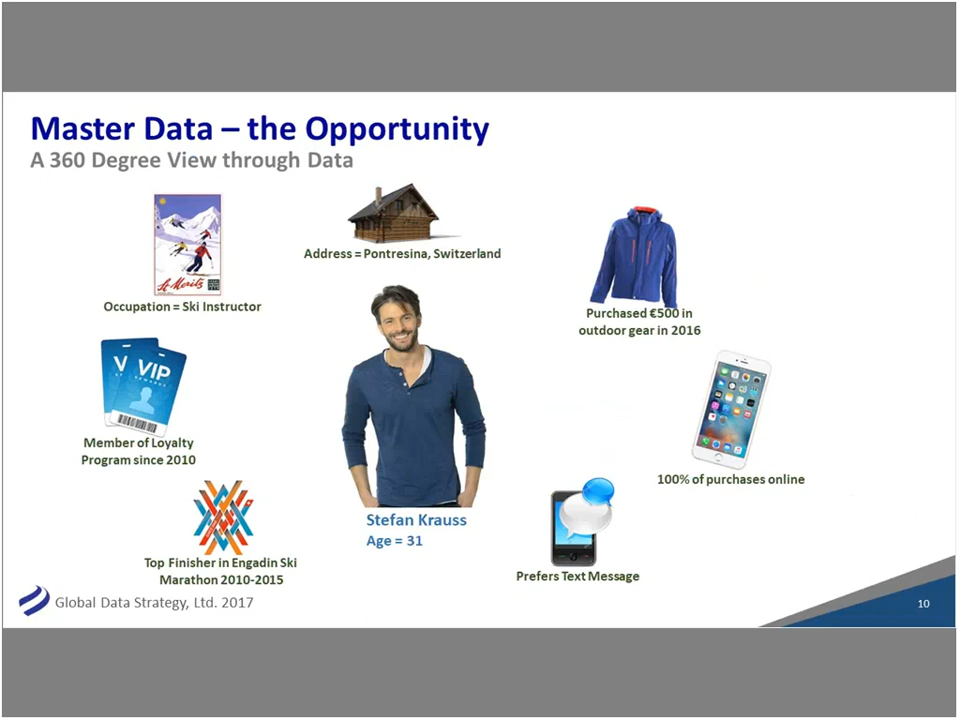 Master Data – the Opportunity
A 360 Degree View through Data
St. Moritz
Occupation = Ski Instructor
Address = Pontresina, Switzerland
Purchased €500 in
outdoor gear in 2016
VIP
Member of Loyalty
Program since 2010
100% of purchases online
Stefan Krauss
Age = 31
Top Finisher in Engadin Ski
Marathon 2010-2015
Prefers Text Message
Global Data Strategy, Ltd. 2017
10